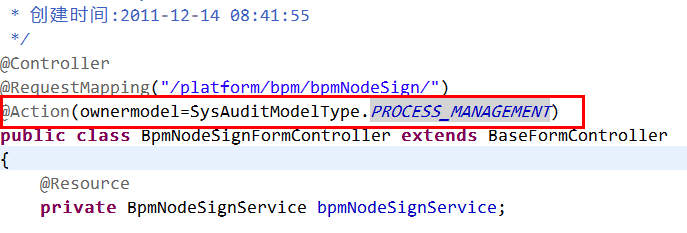 * 创建时间:2011-12-14 08:41:55
*/
@Controller
@RequestMapping("/platform/bpm/bpmNodeSign/")
@Action(ownermodel=SysAuditModelType.PROCESS_MANAGEMENT)
public class BpmNodeSignFormController extends BaseFormController
{
@Resource
private BpmNodeSignService bpmNodeSignService;